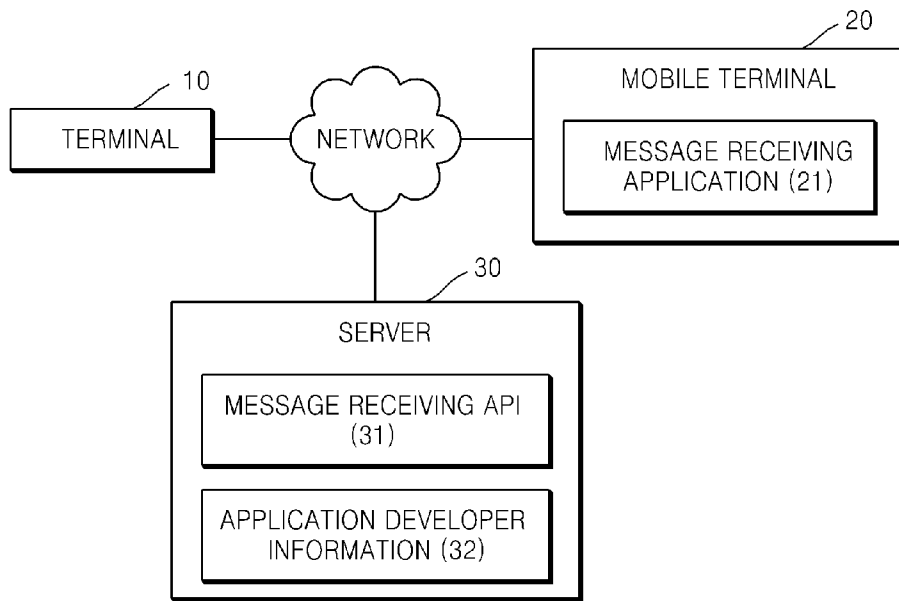 20
MOBILE TERMINAL
MESSAGE RECEIVING
APPLICATION (21)
10
TERMINAL
NETWORK
30
SERVER
MESSAGE RECEIVING API
(31)
APPLICATION DEVELOPER
INFORMATION (32)